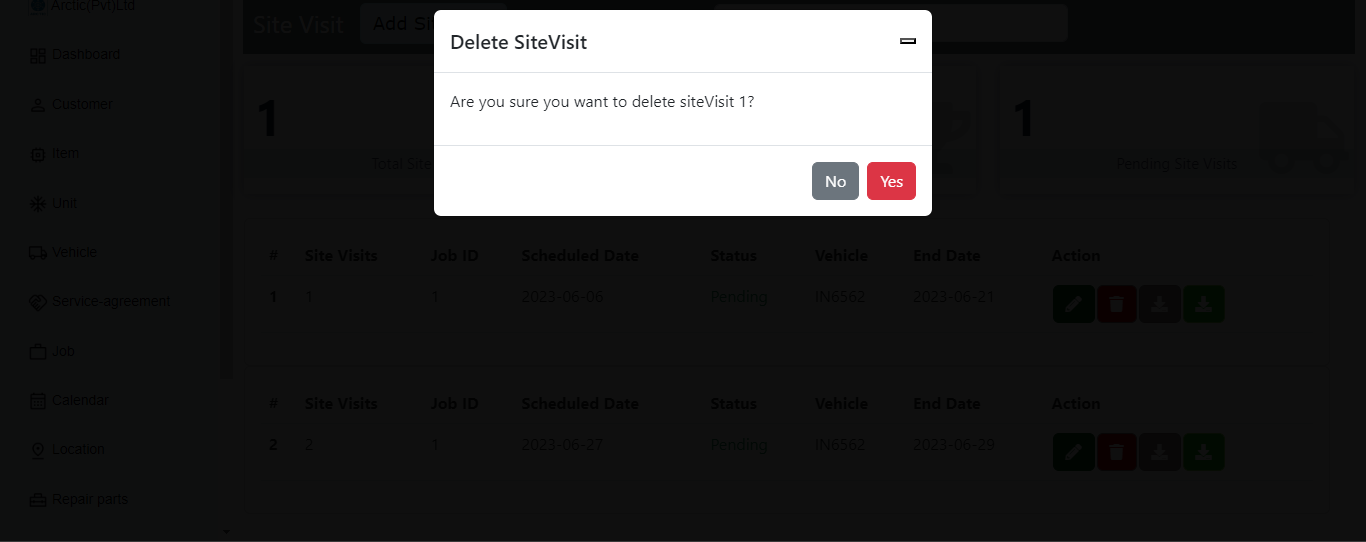 Arctic(Pvt)Ltd
Dashboard
Customer
Item
Unit
Vehicle
Service-agreement
Job
Calendar
Location
Repair parts
Site Visit
Add Si
Delete SiteVisit
Are you sure you want to delete siteVisit 1?
No Yes
1
Total Site
1
Pending Site Visits
# Site Visits Job ID Scheduled Date Status Vehicle End Date Action
1 1 1 2023-06-06 Pending IN6562 2023-06-21
# Site Visits Job ID Scheduled Date Status Vehicle End Date Action
2 2 1 2023-06-27 Pending IN6562 2023-06-29